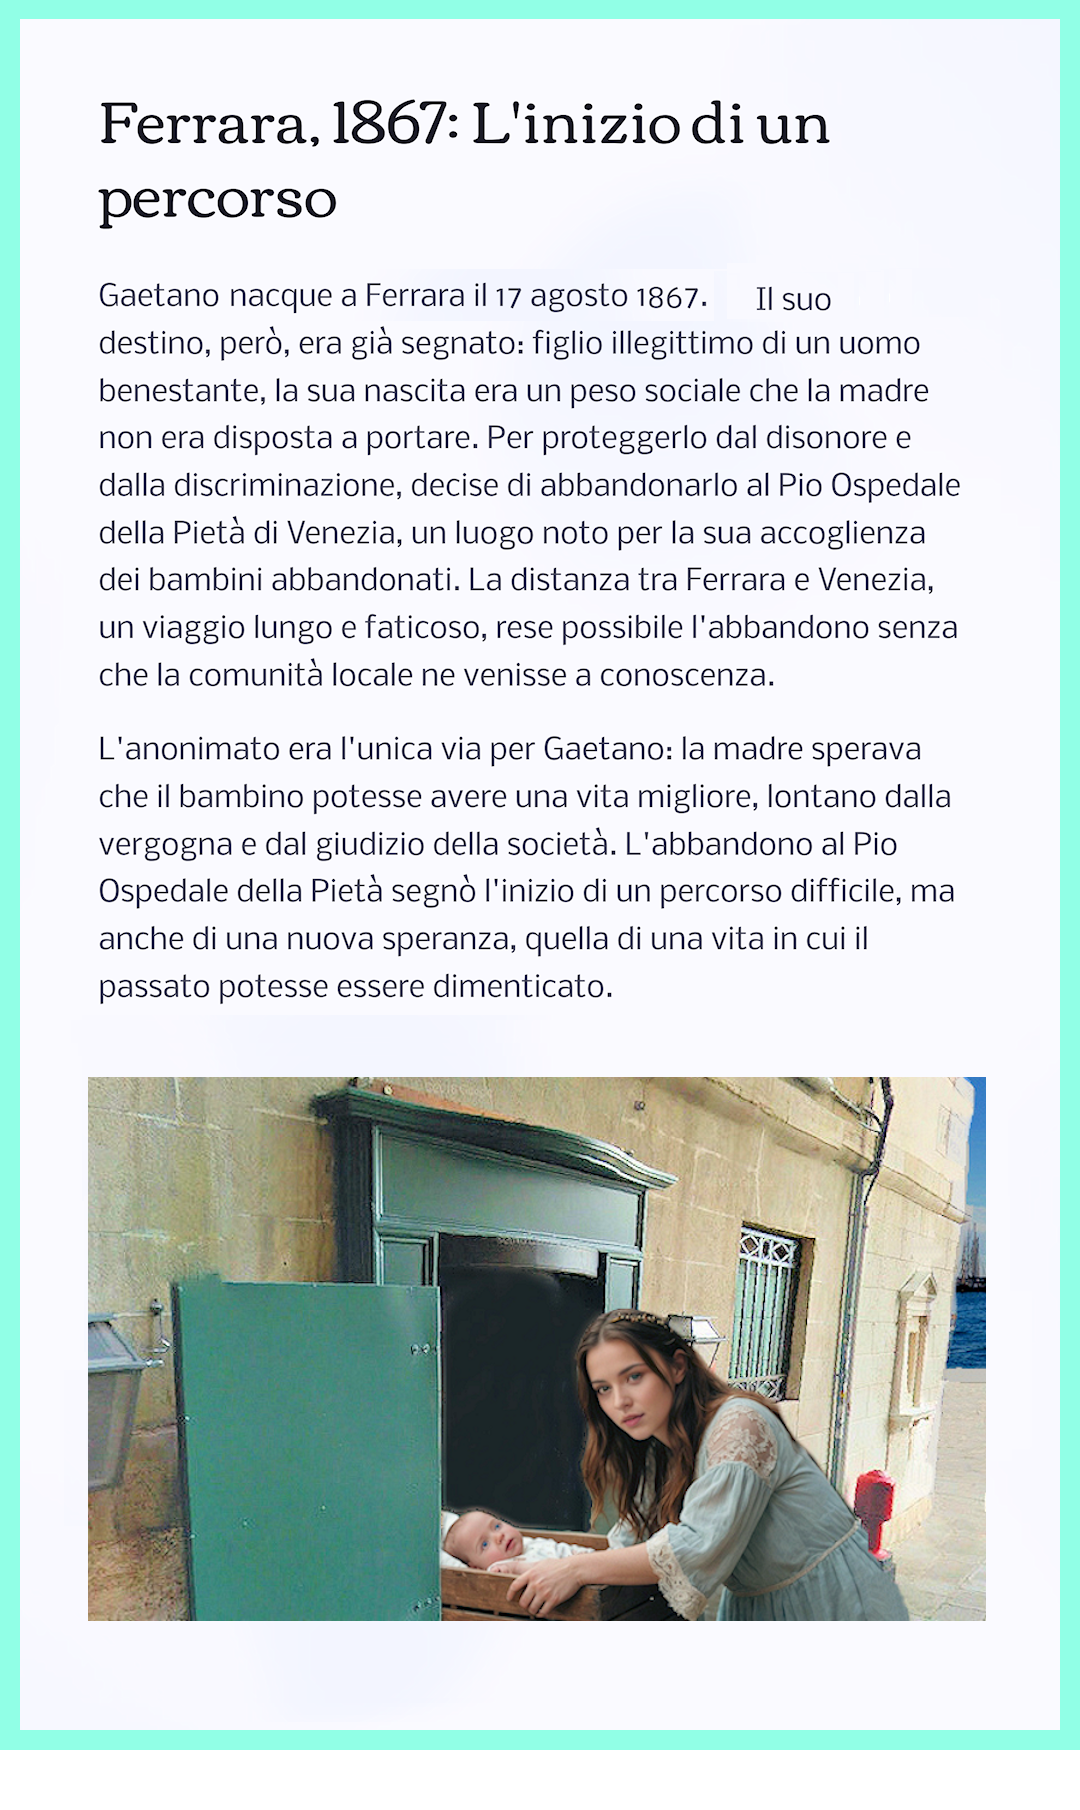 Ferrara, 1867: L'inizio di un
percorso
Gaetano nacque a Ferrara il 17 agosto 1867. Il suo
destino, però, era già segnato: figlio illegittimo di un uomo
benestante, la sua nascita era un peso sociale che la madre
non era disposta a portare. Per proteggerlo dal disonore e
dalla discriminazione, decise di abbandonarlo al Pio Ospedale
della Pietà di Venezia, un luogo noto per la sua accoglienza
dei bambini abbandonati. La distanza tra Ferrara e Venezia,
un viaggio lungo e faticoso, rese possibile l'abbandono senza
che la comunità locale ne venisse a conoscenza.
L'anonimato era l'unica via per Gaetano: la madre sperava
che il bambino potesse avere una vita migliore, lontano dalla
vergogna e dal giudizio della società. L'abbandono al Pio
Ospedale della Pietà segnò l'inizio di un percorso difficile, ma
anche di una nuova speranza, quella di una vita in cui il
passato potesse essere dimenticato.